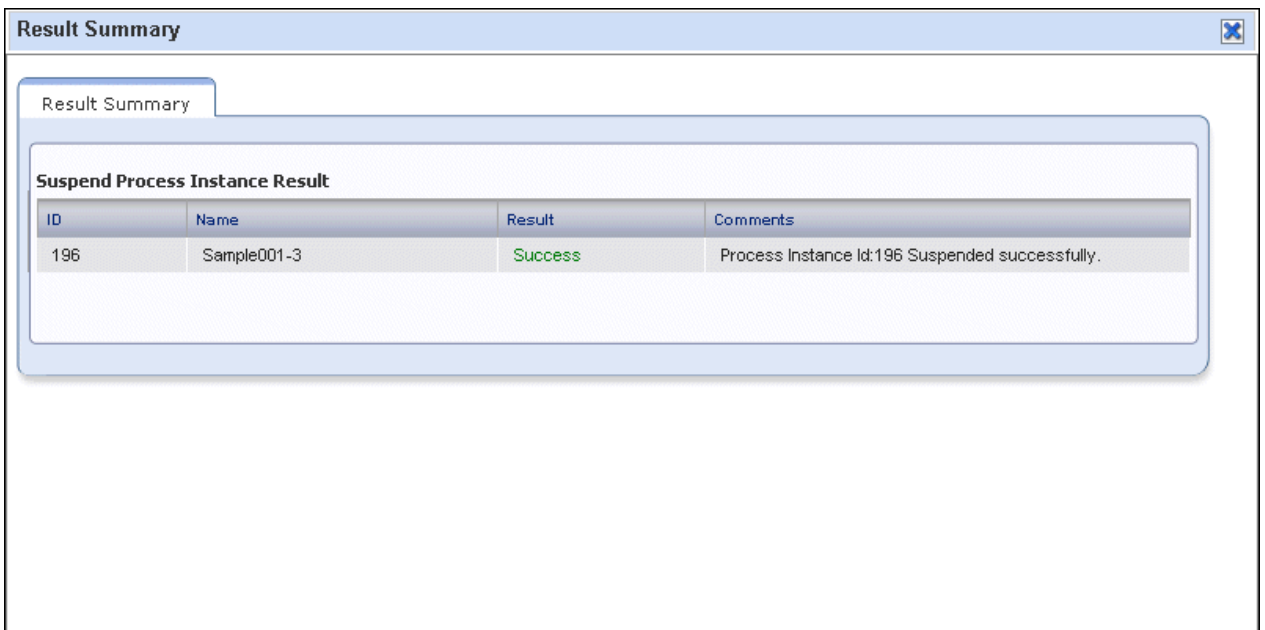 Result Summary
Result Summary
Suspend Process Instance Result
ID Name Result Comments
196 Sample001-3 Success Process Instance Id:196 Suspended successfully.